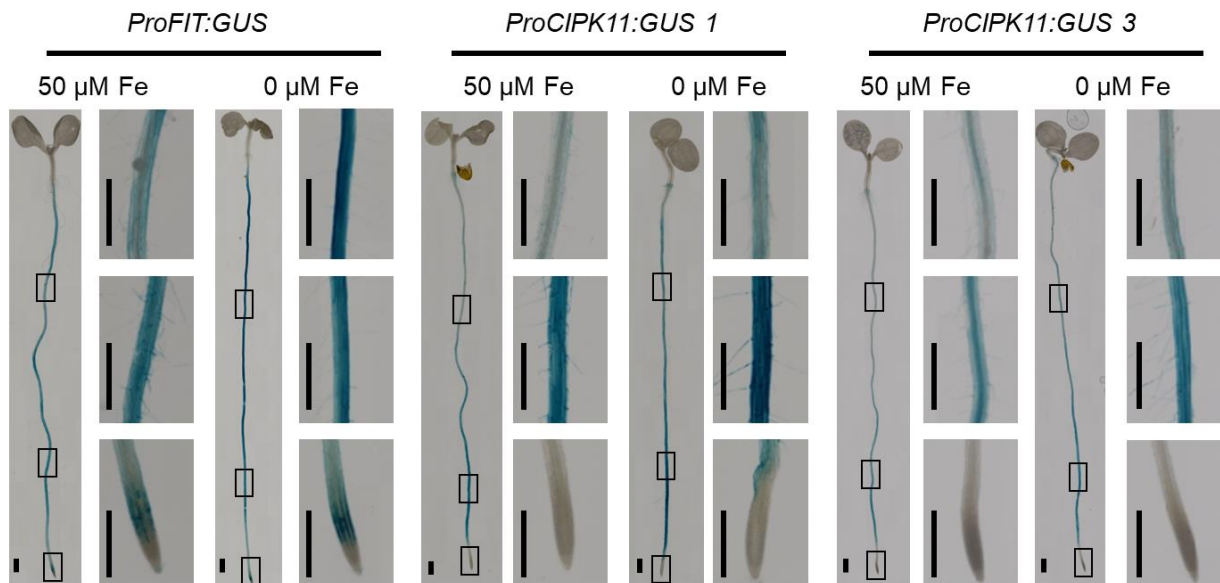 ProFIT:GUS
ProCIPK11:GUS 1
ProCIPK11:GUS 3
50 µM Fe
0 µM Fe
50 µM Fe
0 µM Fe
50 µM Fe
0 µM Fe